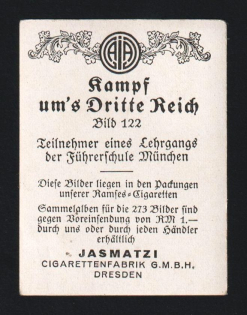 AJA
Kampf
um's Dritte Reich
Bild 122
Teilnehmer eines Lehrgangs
der Führerschule München
Diese Bilder liegen in den Packungen
unserer Ramses-Cigaretten
Sammelalben für die 273 Bilder sind
gegen Voreinsendung von RM 1.—
durch uns oder durch jeden Händler
erhältlich
JASMATZI
CIGARETTENFABRIK G.M.B.H.
DRESDEN